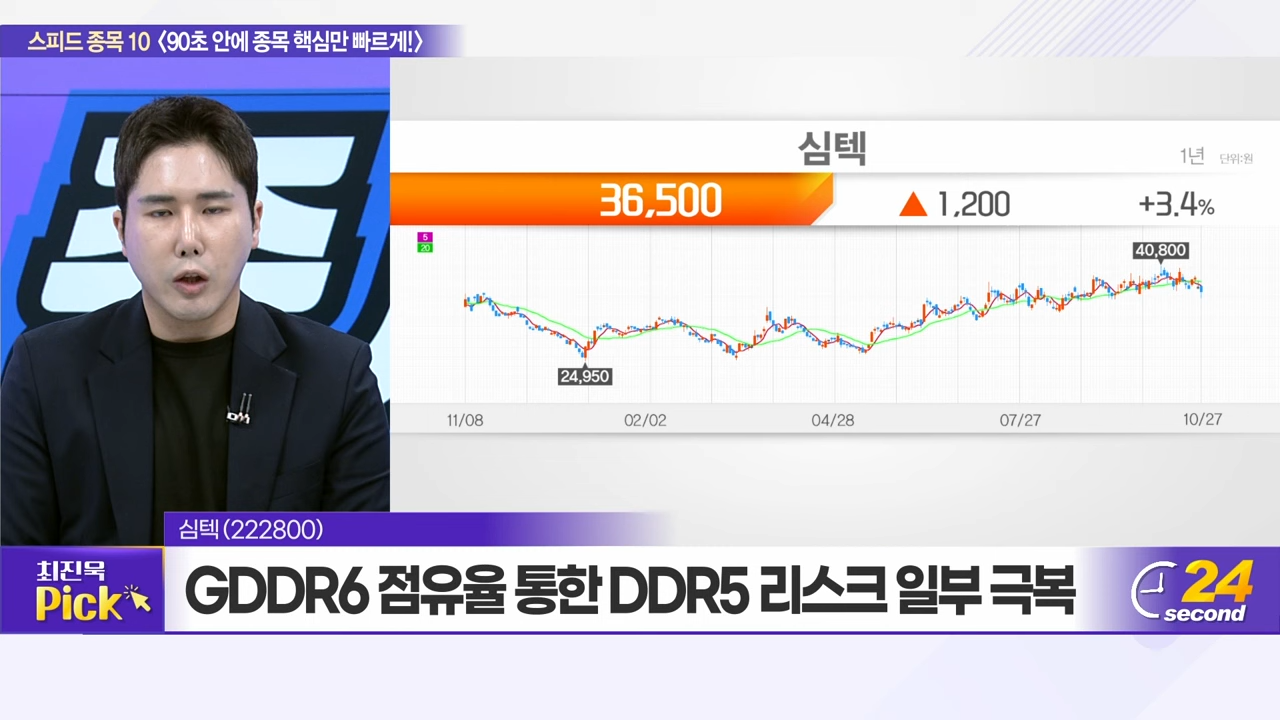 스피드 종목 10 〈90초 안에 종목 핵심만 빠르게!〉
심텍
1년 단위:원
36,500 ▲ 1,200 +3.4%
5
20
40,800
24,950
11/08 02/02 04/28 07/27 10/27
심텍 (222800)
최진묵
Pick
GDDR6 점유율 통한 DDR5 리스크 일부 극복
24
second